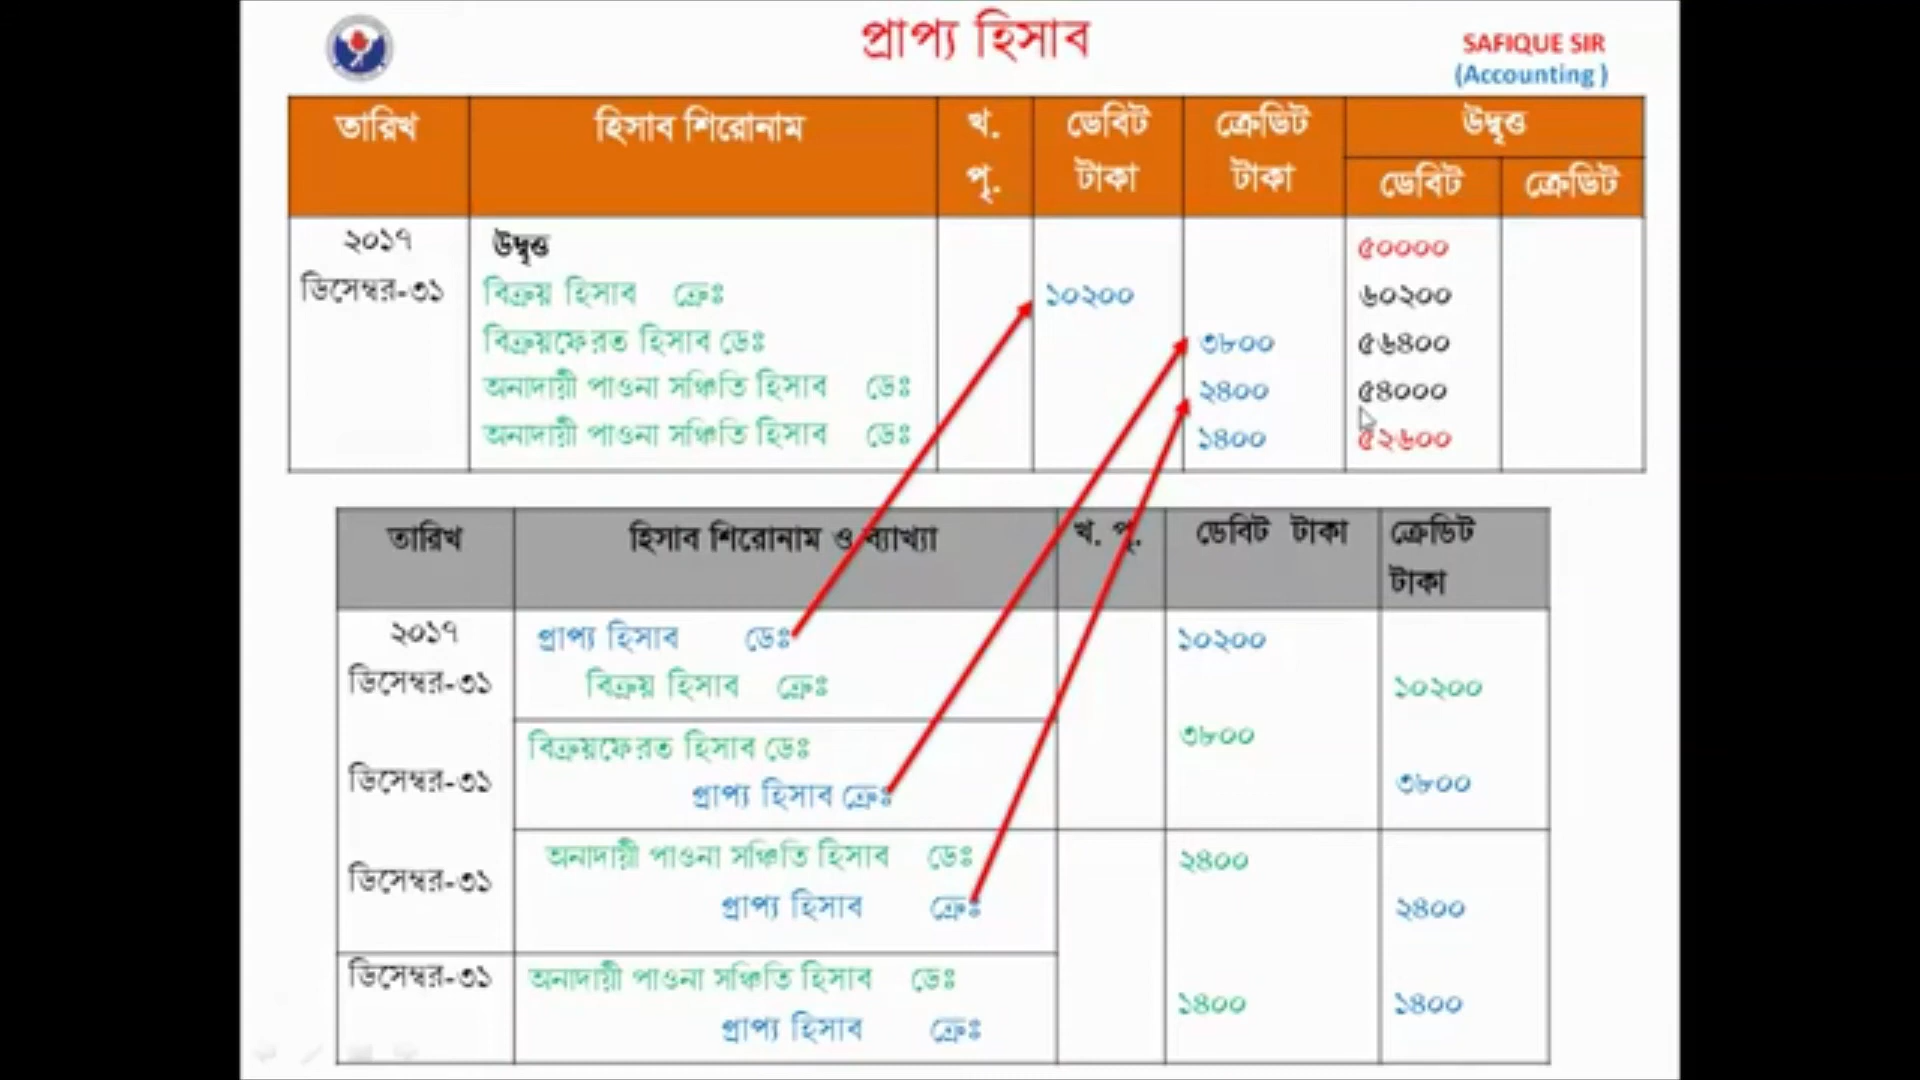 প্রাপ্য হিসাব
SAFIQUE SIR
(Accounting )
তারিখ হিসাব শিরোনাম খ. পৃ. ডেবিট টাকা ক্রেডিট টাকা উদ্বৃত্ত
ডেবিট ক্রেডিট
২০১৭ উদ্বৃত্ত ৫০০০০
ডিসেম্বর-৩১ বিক্রয় হিসাব ক্রেঃ ১০২০০ ৬০২০০
বিক্রয়ফেরত হিসাব ডেঃ ৩৮০০ ৫৬৪০০
অনাদায়ী পাওনা সঞ্চিতি হিসাব ডেঃ ২৪০০ ৫৪০০০
অনাদায়ী পাওনা সঞ্চিতি হিসাব ডেঃ ১৪০০ ৫২৬০০
তারিখ হিসাব শিরোনাম ও ব্যাখ্যা খ. পৃ. ডেবিট টাকা ক্রেডিট টাকা
২০১৭ প্রাপ্য হিসাব ডেঃ ১০২০০
ডিসেম্বর-৩১ বিক্রয় হিসাব ক্রেঃ ১০২০০
বিক্রয়ফেরত হিসাব ডেঃ ৩৮০০
ডিসেম্বর-৩১ প্রাপ্য হিসাব ক্রেঃ ৩৮০০
অনাদায়ী পাওনা সঞ্চিতি হিসাব ডেঃ ২৪০০
ডিসেম্বর-৩১ প্রাপ্য হিসাব ক্রেঃ ২৪০০
ডিসেম্বর-৩১ অনাদায়ী পাওনা সঞ্চিতি হিসাব ডেঃ ১৪০০
প্রাপ্য হিসাব ক্রেঃ ১৪০০